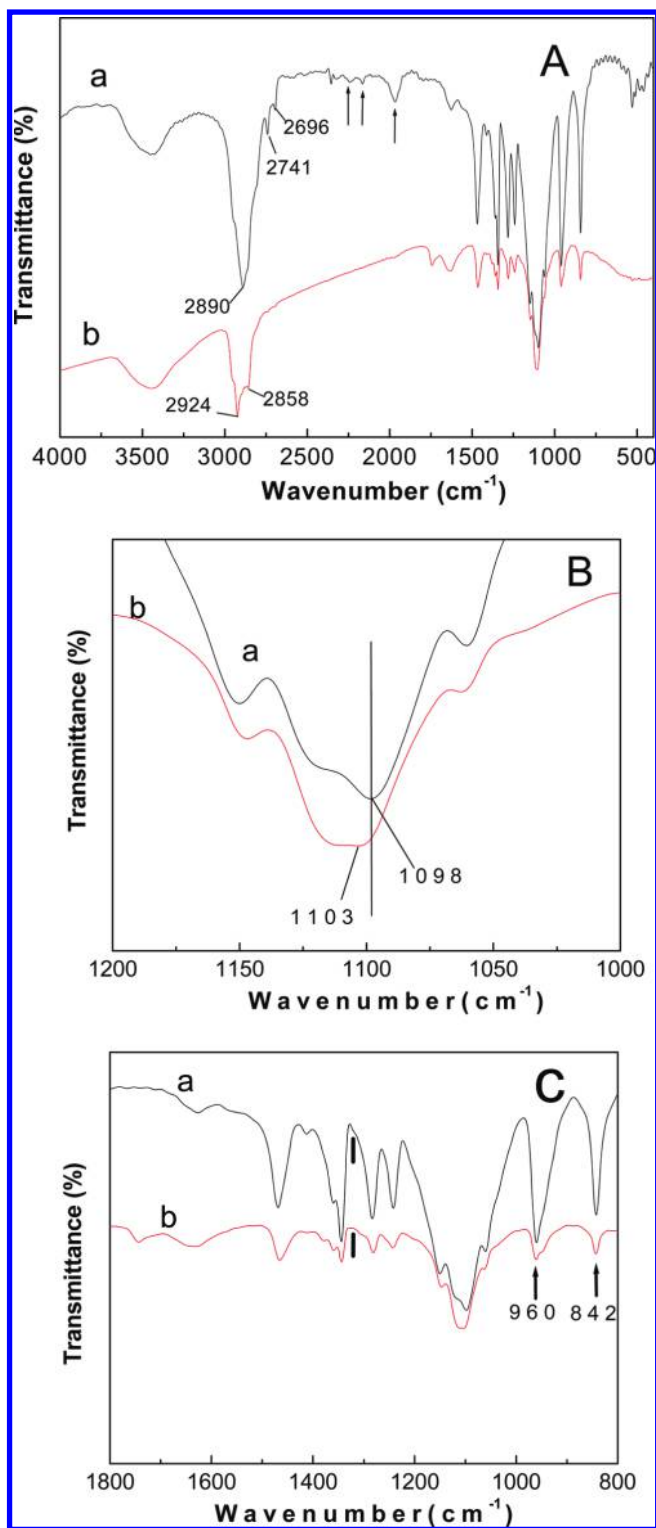 A
a
2696
2741
2890
b
2924
2858
Transmittance (%)
4000 3500 3000 2500 2000 1500 1000 500
Wavenumber (cm-1)
B
b
a
1098
1103
Transmittance (%)
1200 1150 1100 1050 1000
Wavenumber(cm-1)
C
a
b
960 842
Transmittance (%)
1800 1600 1400 1200 1000 800
Wavenumber(cm-1)